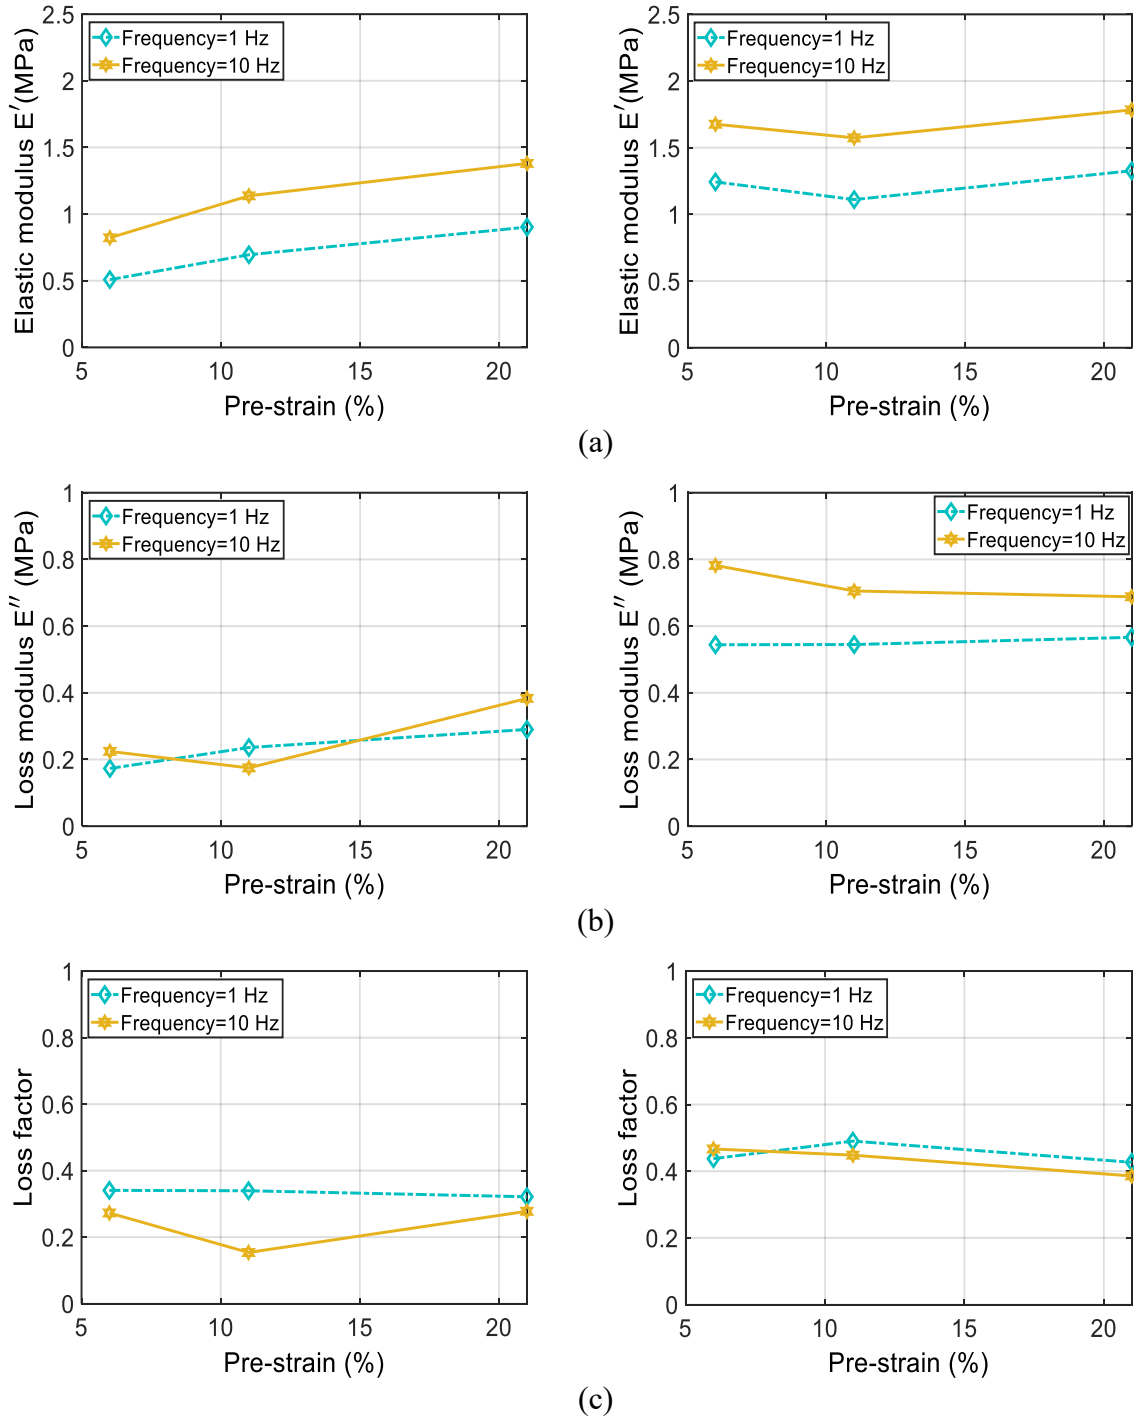 2.5
2
1.5
1
0.5
0
Elastic modulus E′(MPa)
Frequency=1 Hz
Frequency=10 Hz
5
10
15
20
Pre-strain (%)
2.5
2
1.5
1
0.5
0
Elastic modulus E′(MPa)
Frequency=1 Hz
Frequency=10 Hz
5
10
15
20
Pre-strain (%)
(a)
1
0.8
0.6
0.4
0.2
0
Loss modulus E″ (MPa)
Frequency=1 Hz
Frequency=10 Hz
5
10
15
20
Pre-strain (%)
1
0.8
0.6
0.4
0.2
0
Loss modulus E″ (MPa)
Frequency=1 Hz
Frequency=10 Hz
5
10
15
20
Pre-strain (%)
(b)
1
0.8
0.6
0.4
0.2
0
Loss factor
Frequency=1 Hz
Frequency=10 Hz
5
10
15
20
Pre-strain (%)
1
0.8
0.6
0.4
0.2
0
Loss factor
Frequency=1 Hz
Frequency=10 Hz
5
10
15
20
Pre-strain (%)
(c)